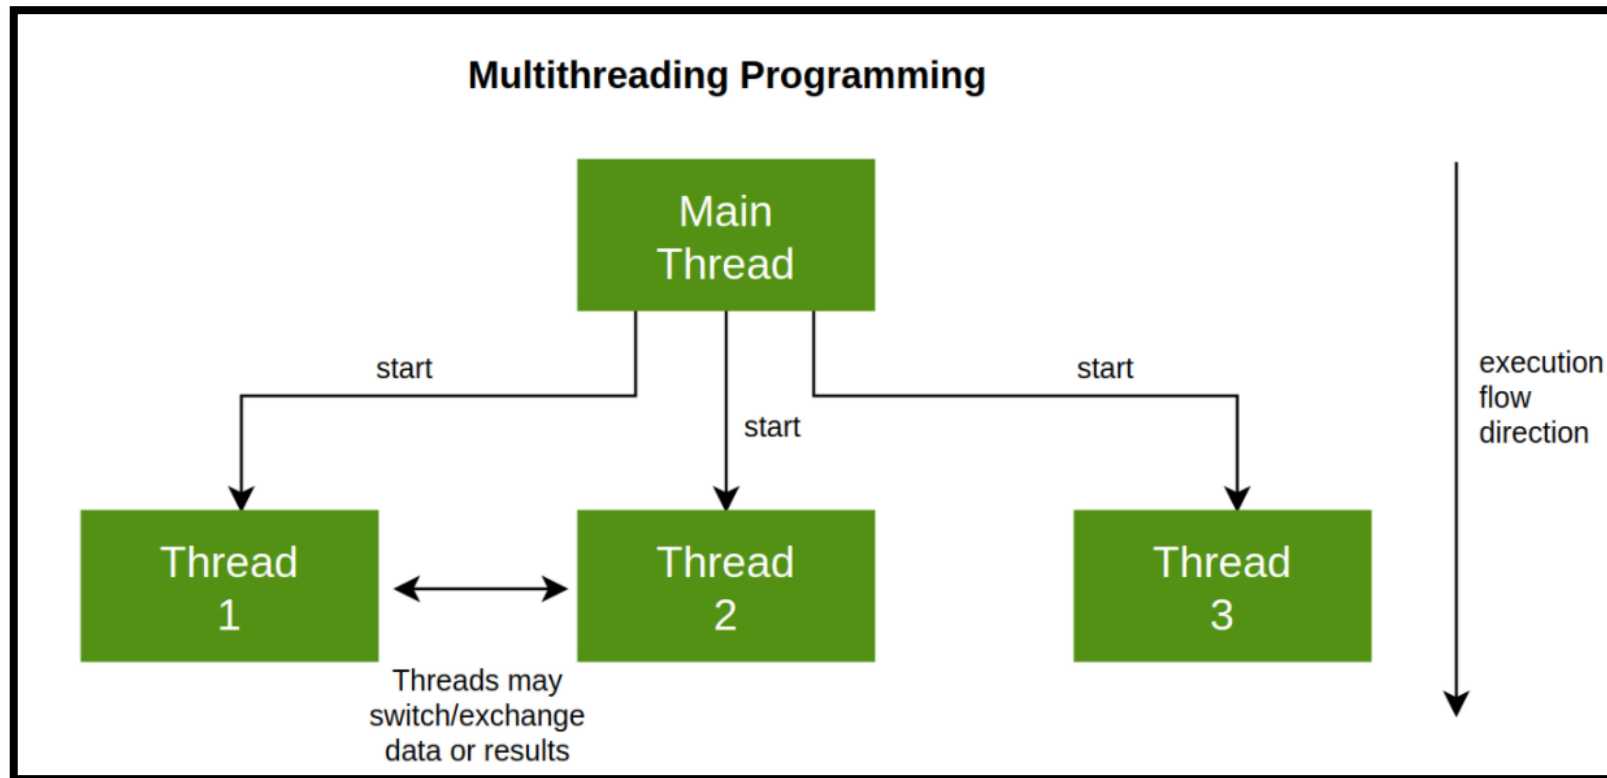 Multithreading Programming
Main
Thread
start
start
start
execution
flow
direction
Thread
1
Thread
2
Thread
3
Threads may
switch/exchange
data or results